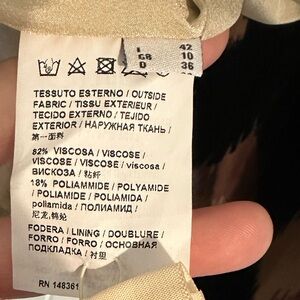 I 42
GB 10
D 36
TESSUTO ESTERNO / OUTSIDE
FABRIC / TISSU EXTERIEUR /
TECIDO EXTERNO / TEJIDO
EXTERIOR / НАРУЖНАЯ ТКАНЬ /
第一面料
82% VISCOSA / VISCOSE /
VISCOSE / VISCOSE / viscosa /
ВИСКОЗА / 粘纤
18% POLIAMMIDE / POLYAMIDE
/ POLYAMIDE / POLIAMIDA /
poliamida / ПОЛИАМИД /
尼龙,锦纶
FODERA / LINING / DOUBLURE /
FORRO / FORRO / ОСНОВНАЯ
ПОДКЛАДКА / 衬里
RN 148361